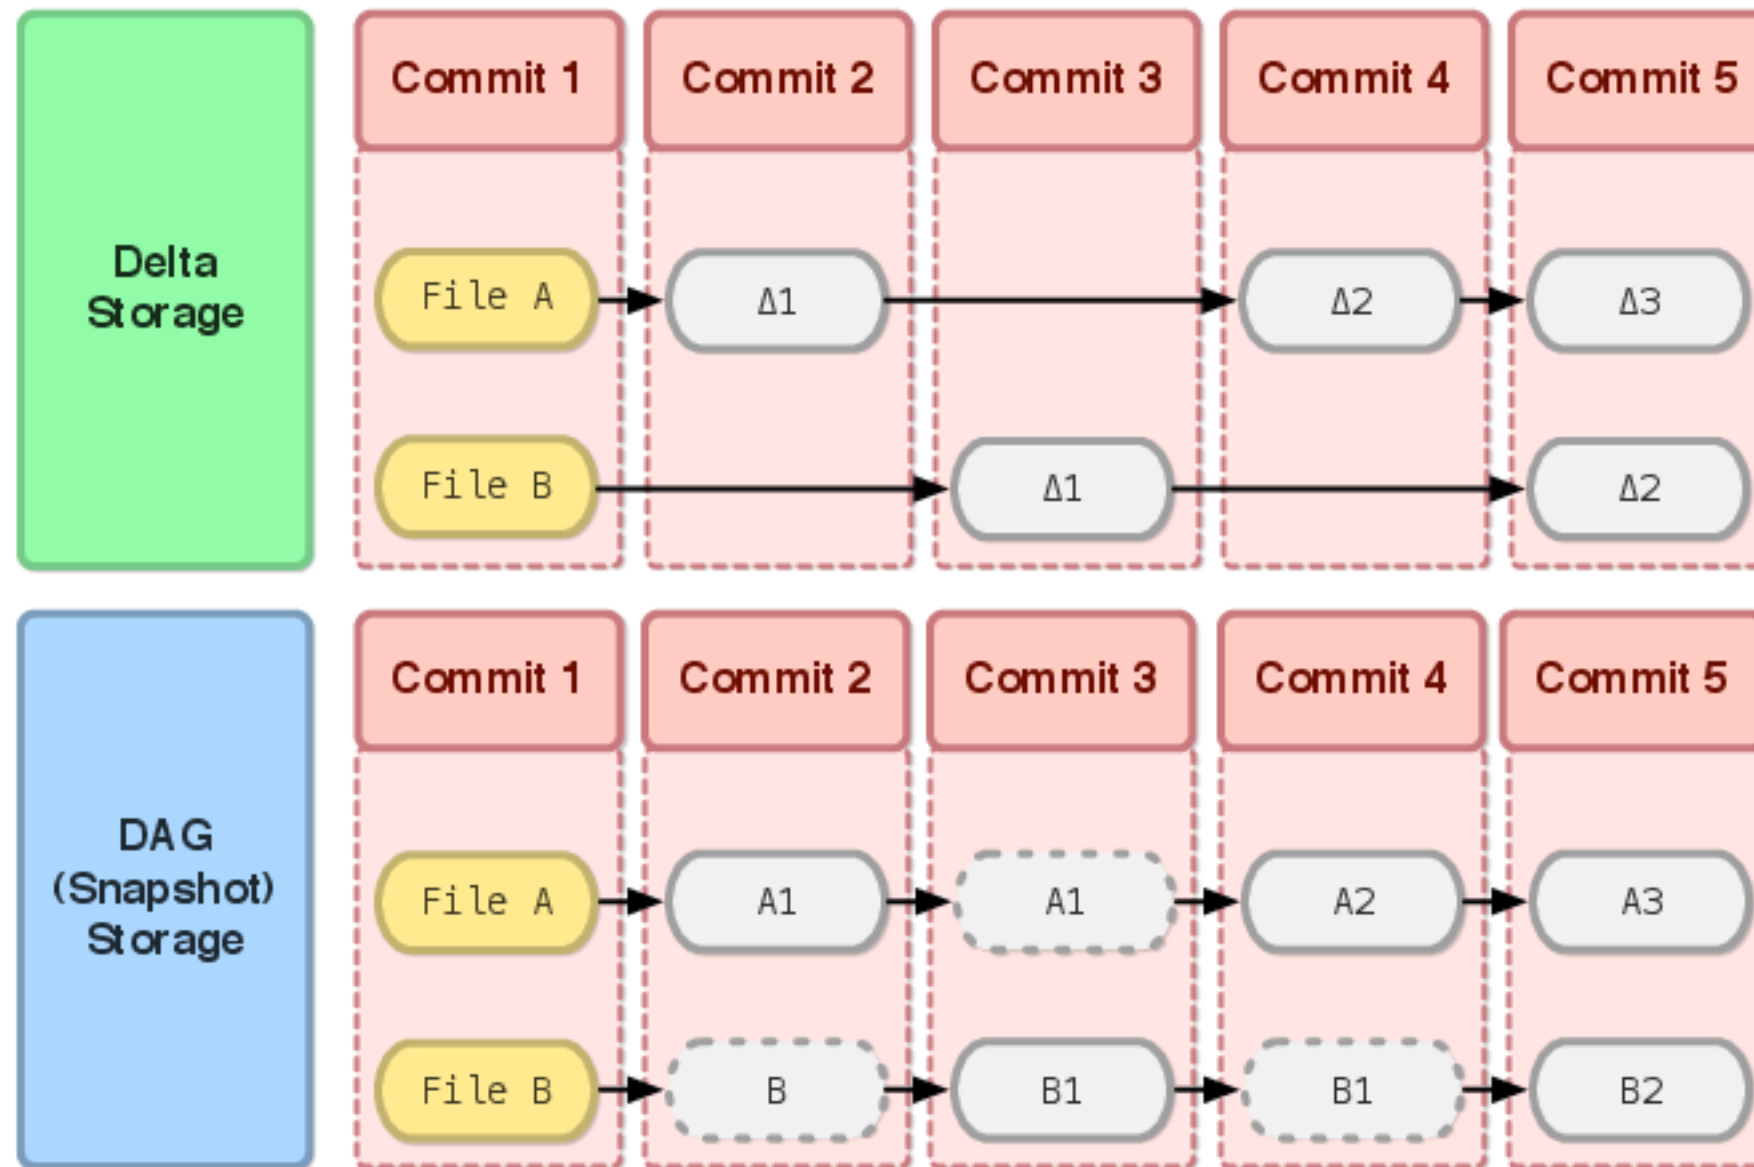 Delta
Storage
Commit 1
Commit 2
Commit 3
Commit 4
Commit 5
File A
Δ1
Δ2
Δ3
File B
Δ1
Δ2
DAG
(Snapshot)
Storage
Commit 1
Commit 2
Commit 3
Commit 4
Commit 5
File A
A1
A1
A2
A3
File B
B
B1
B1
B2